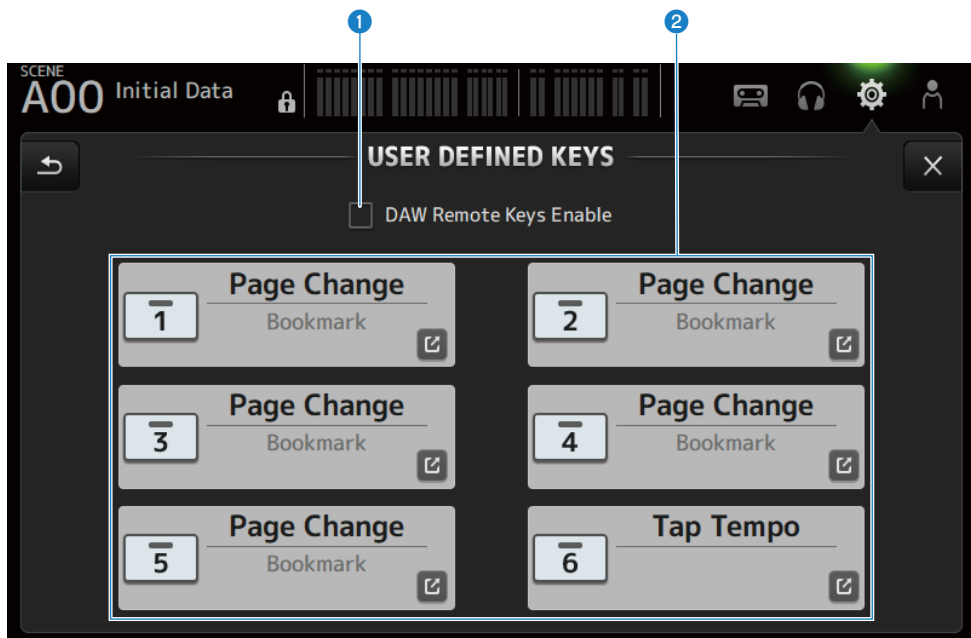 1 2
SCENE
A00 Initial Data
USER DEFINED KEYS
DAW Remote Keys Enable
1 Page Change
Bookmark
2 Page Change
Bookmark
3 Page Change
Bookmark
4 Page Change
Bookmark
5 Page Change
Bookmark
6 Tap Tempo